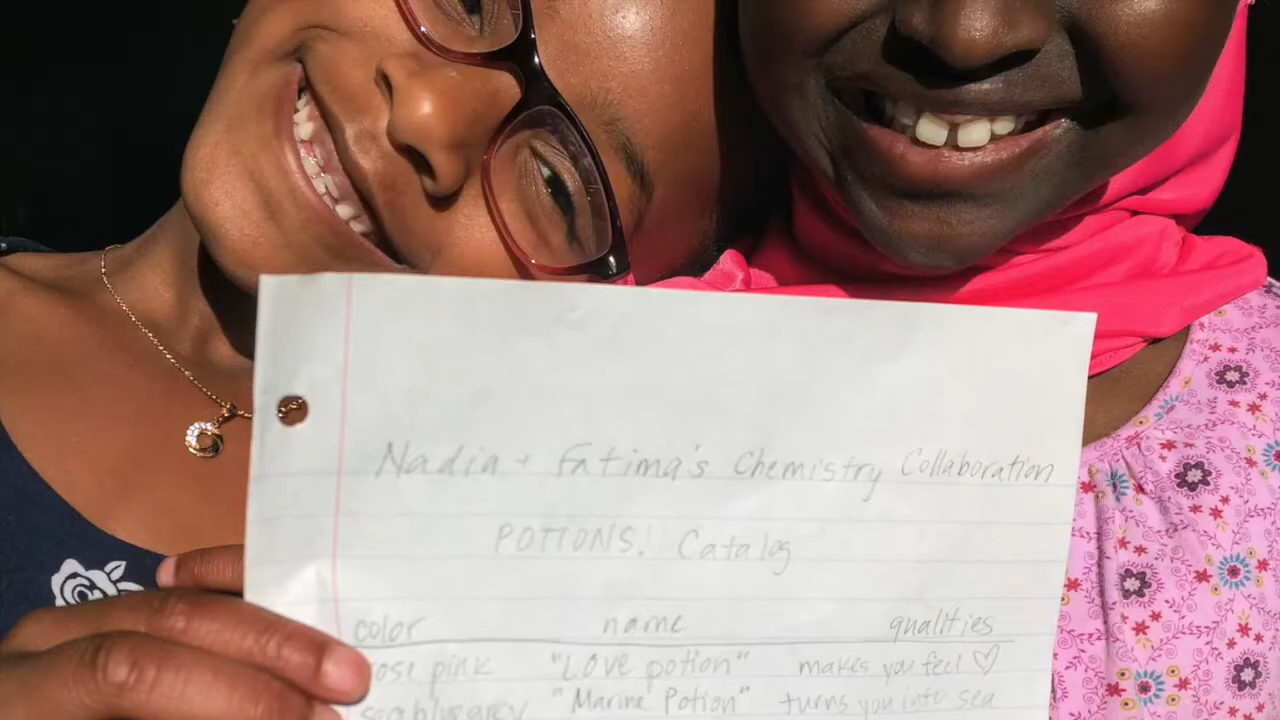 Nadia + Fatima's Chemistry Collaboration
POTIONS! Catalog
color name qualities
rose pink "Love potion" makes you feel ♡
"Marine Potion" turns you into sea